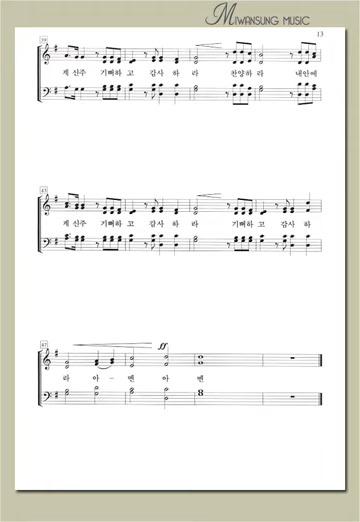 MIWANSUNG MUSIC
13
39
계 신주 기뻐하 고 감사 하 라 찬양하 라 내안에
43
계 신주 기뻐하 고 감사 하 라 기뻐하 고 감사 하
47
ff
라 아 - 멘 아 멘